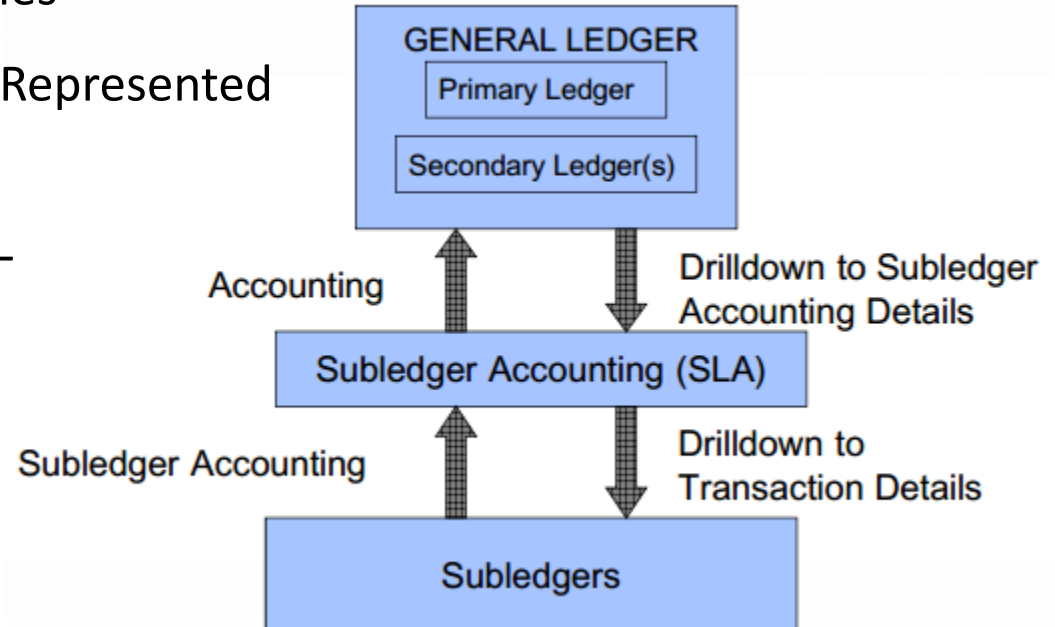 Represented
GENERAL LEDGER
Primary Ledger
Secondary Ledger(s)
Accounting
Drilldown to Subledger
Accounting Details
Subledger Accounting (SLA)
Subledger Accounting
Drilldown to
Transaction Details
Subledgers